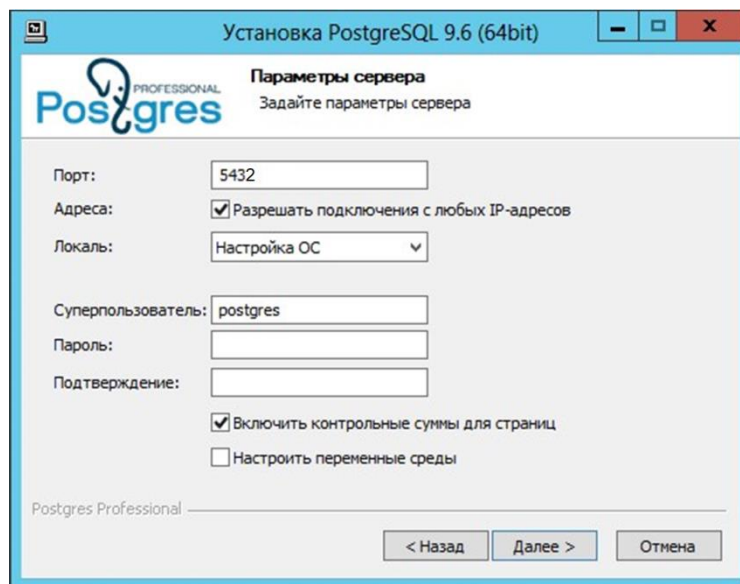 Установка PostgreSQL 9.6 (64bit)
PROFESSIONAL
Postgres
Параметры сервера
Задайте параметры сервера
Порт: 5432
Адреса: Разрешать подключения с любых IP-адресов
Локаль: Настройка ОС
Суперпользователь: postgres
Пароль:
Подтверждение:
Включить контрольные суммы для страниц
Настроить переменные среды
Postgres Professional
< Назад Далее > Отмена